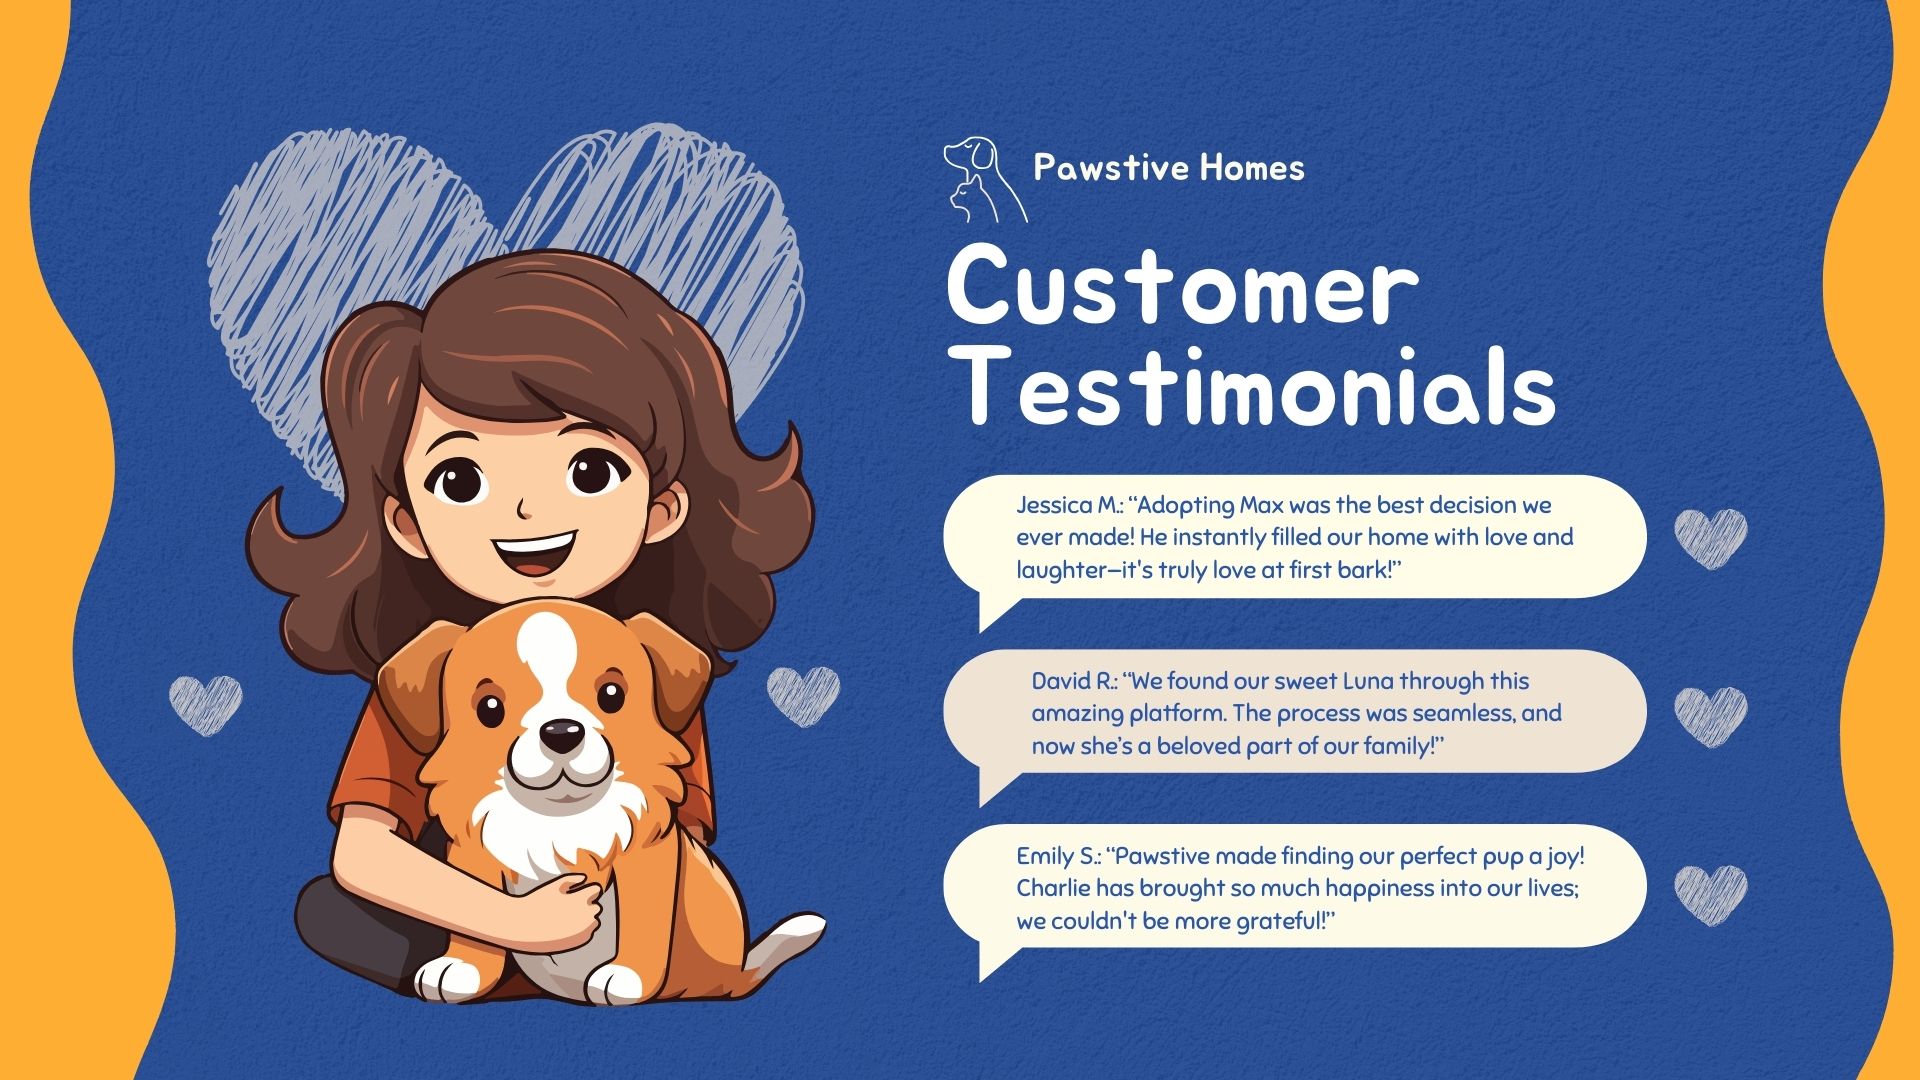 Pawstive Homes
Customer
Testimonials
Jessica M.: “Adopting Max was the best decision we
ever made! He instantly filled our home with love and
laughter—it's truly love at first bark!”
David R.: “We found our sweet Luna through this
amazing platform. The process was seamless, and
now she’s a beloved part of our family!”
Emily S.: “Pawstive made finding our perfect pup a joy!
Charlie has brought so much happiness into our lives;
we couldn't be more grateful!”